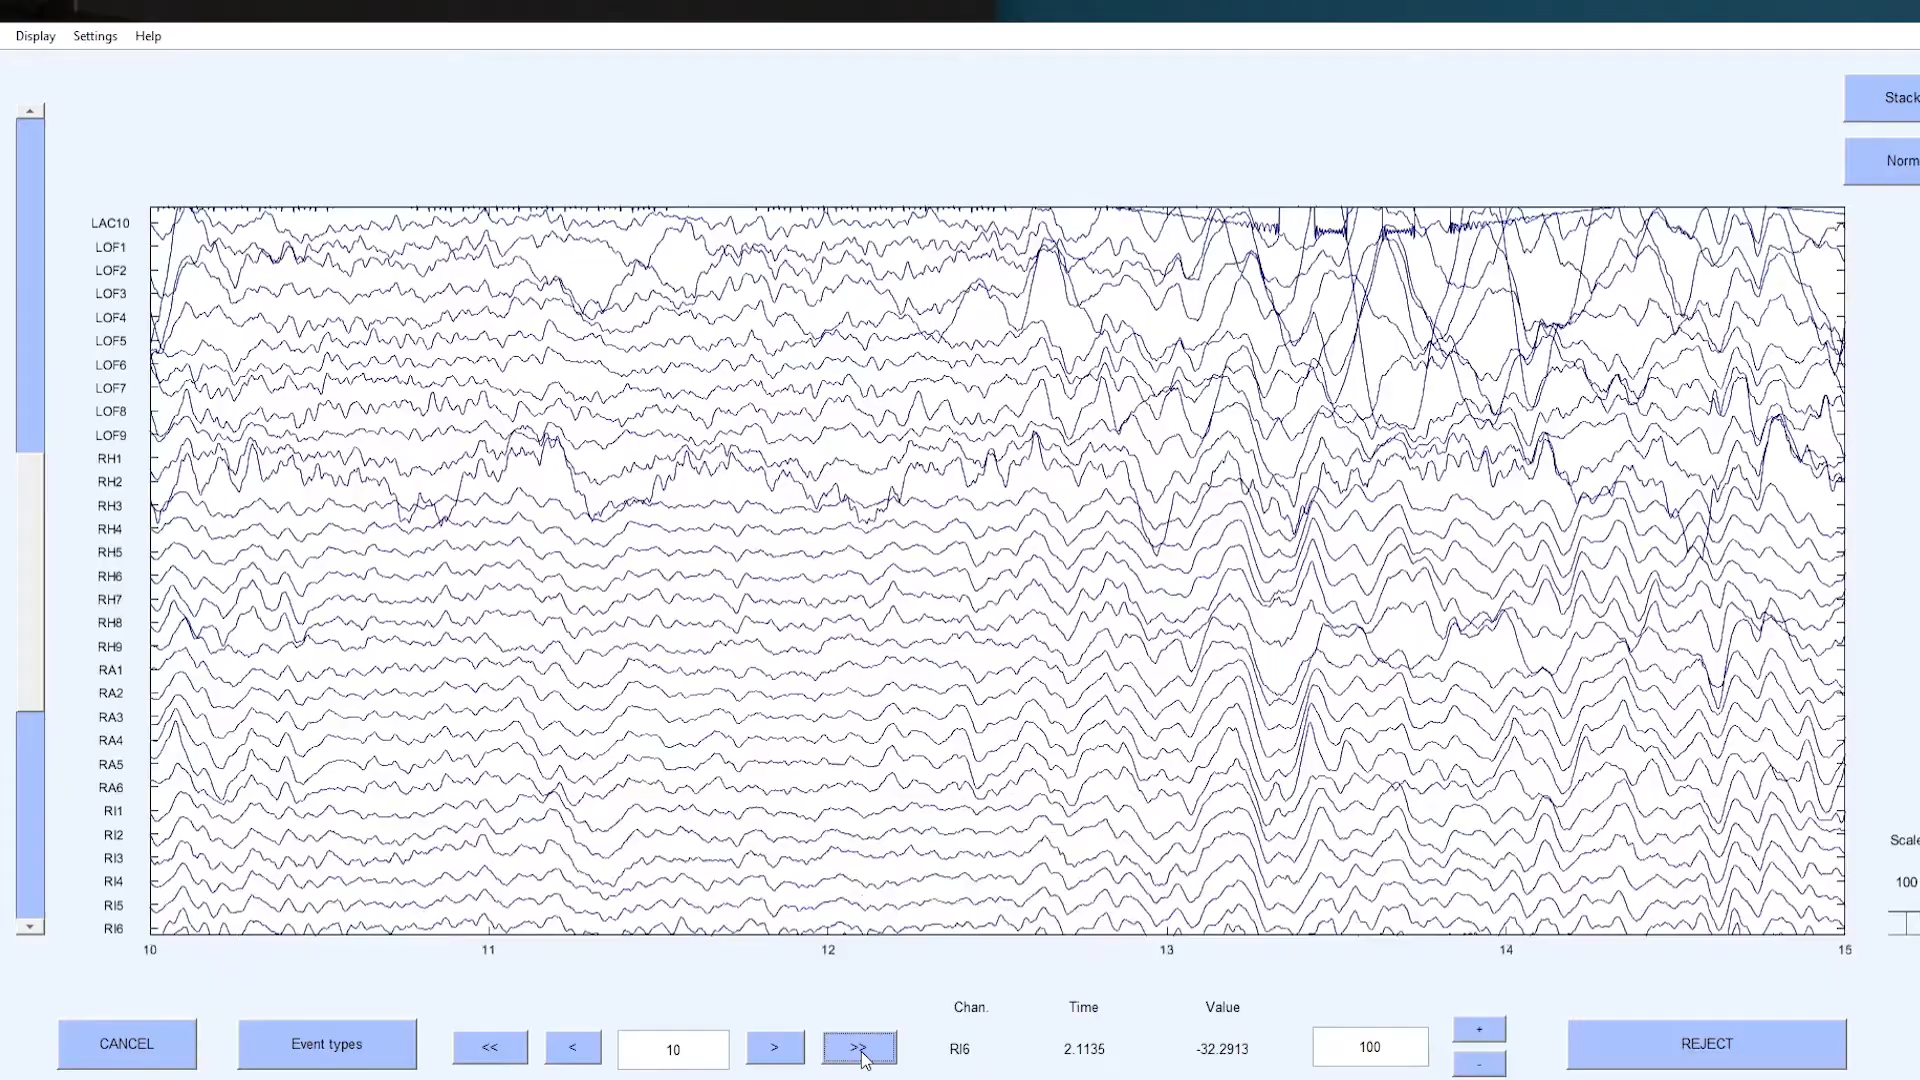 Display Settings Help
Stack
Norm
LAC10
LOF1
LOF2
LOF3
LOF4
LOF5
LOF6
LOF7
LOF8
LOF9
RH1
RH2
RH3
RH4
RH5
RH6
RH7
RH8
RH9
RA1
RA2
RA3
RA4
RA5
RA6
RI1
RI2
RI3
RI4
RI5
RI6
Scale
100
10 11 12 13 14 15
Chan. Time Value
CANCEL Event types << < 10 > >> RI6 2.1135 -32.2913 100 + - REJECT